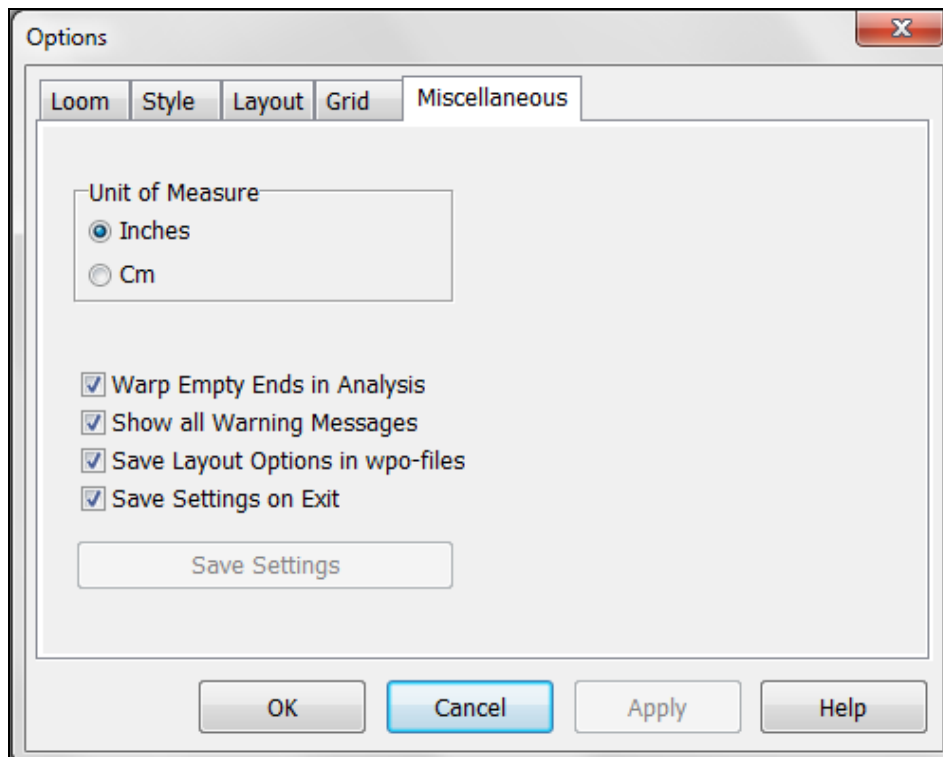 Options
Loom Style Layout Grid Miscellaneous
Unit of Measure
Inches
Cm
Warp Empty Ends in Analysis
Show all Warning Messages
Save Layout Options in wpo-files
Save Settings on Exit
Save Settings
OK Cancel Apply Help